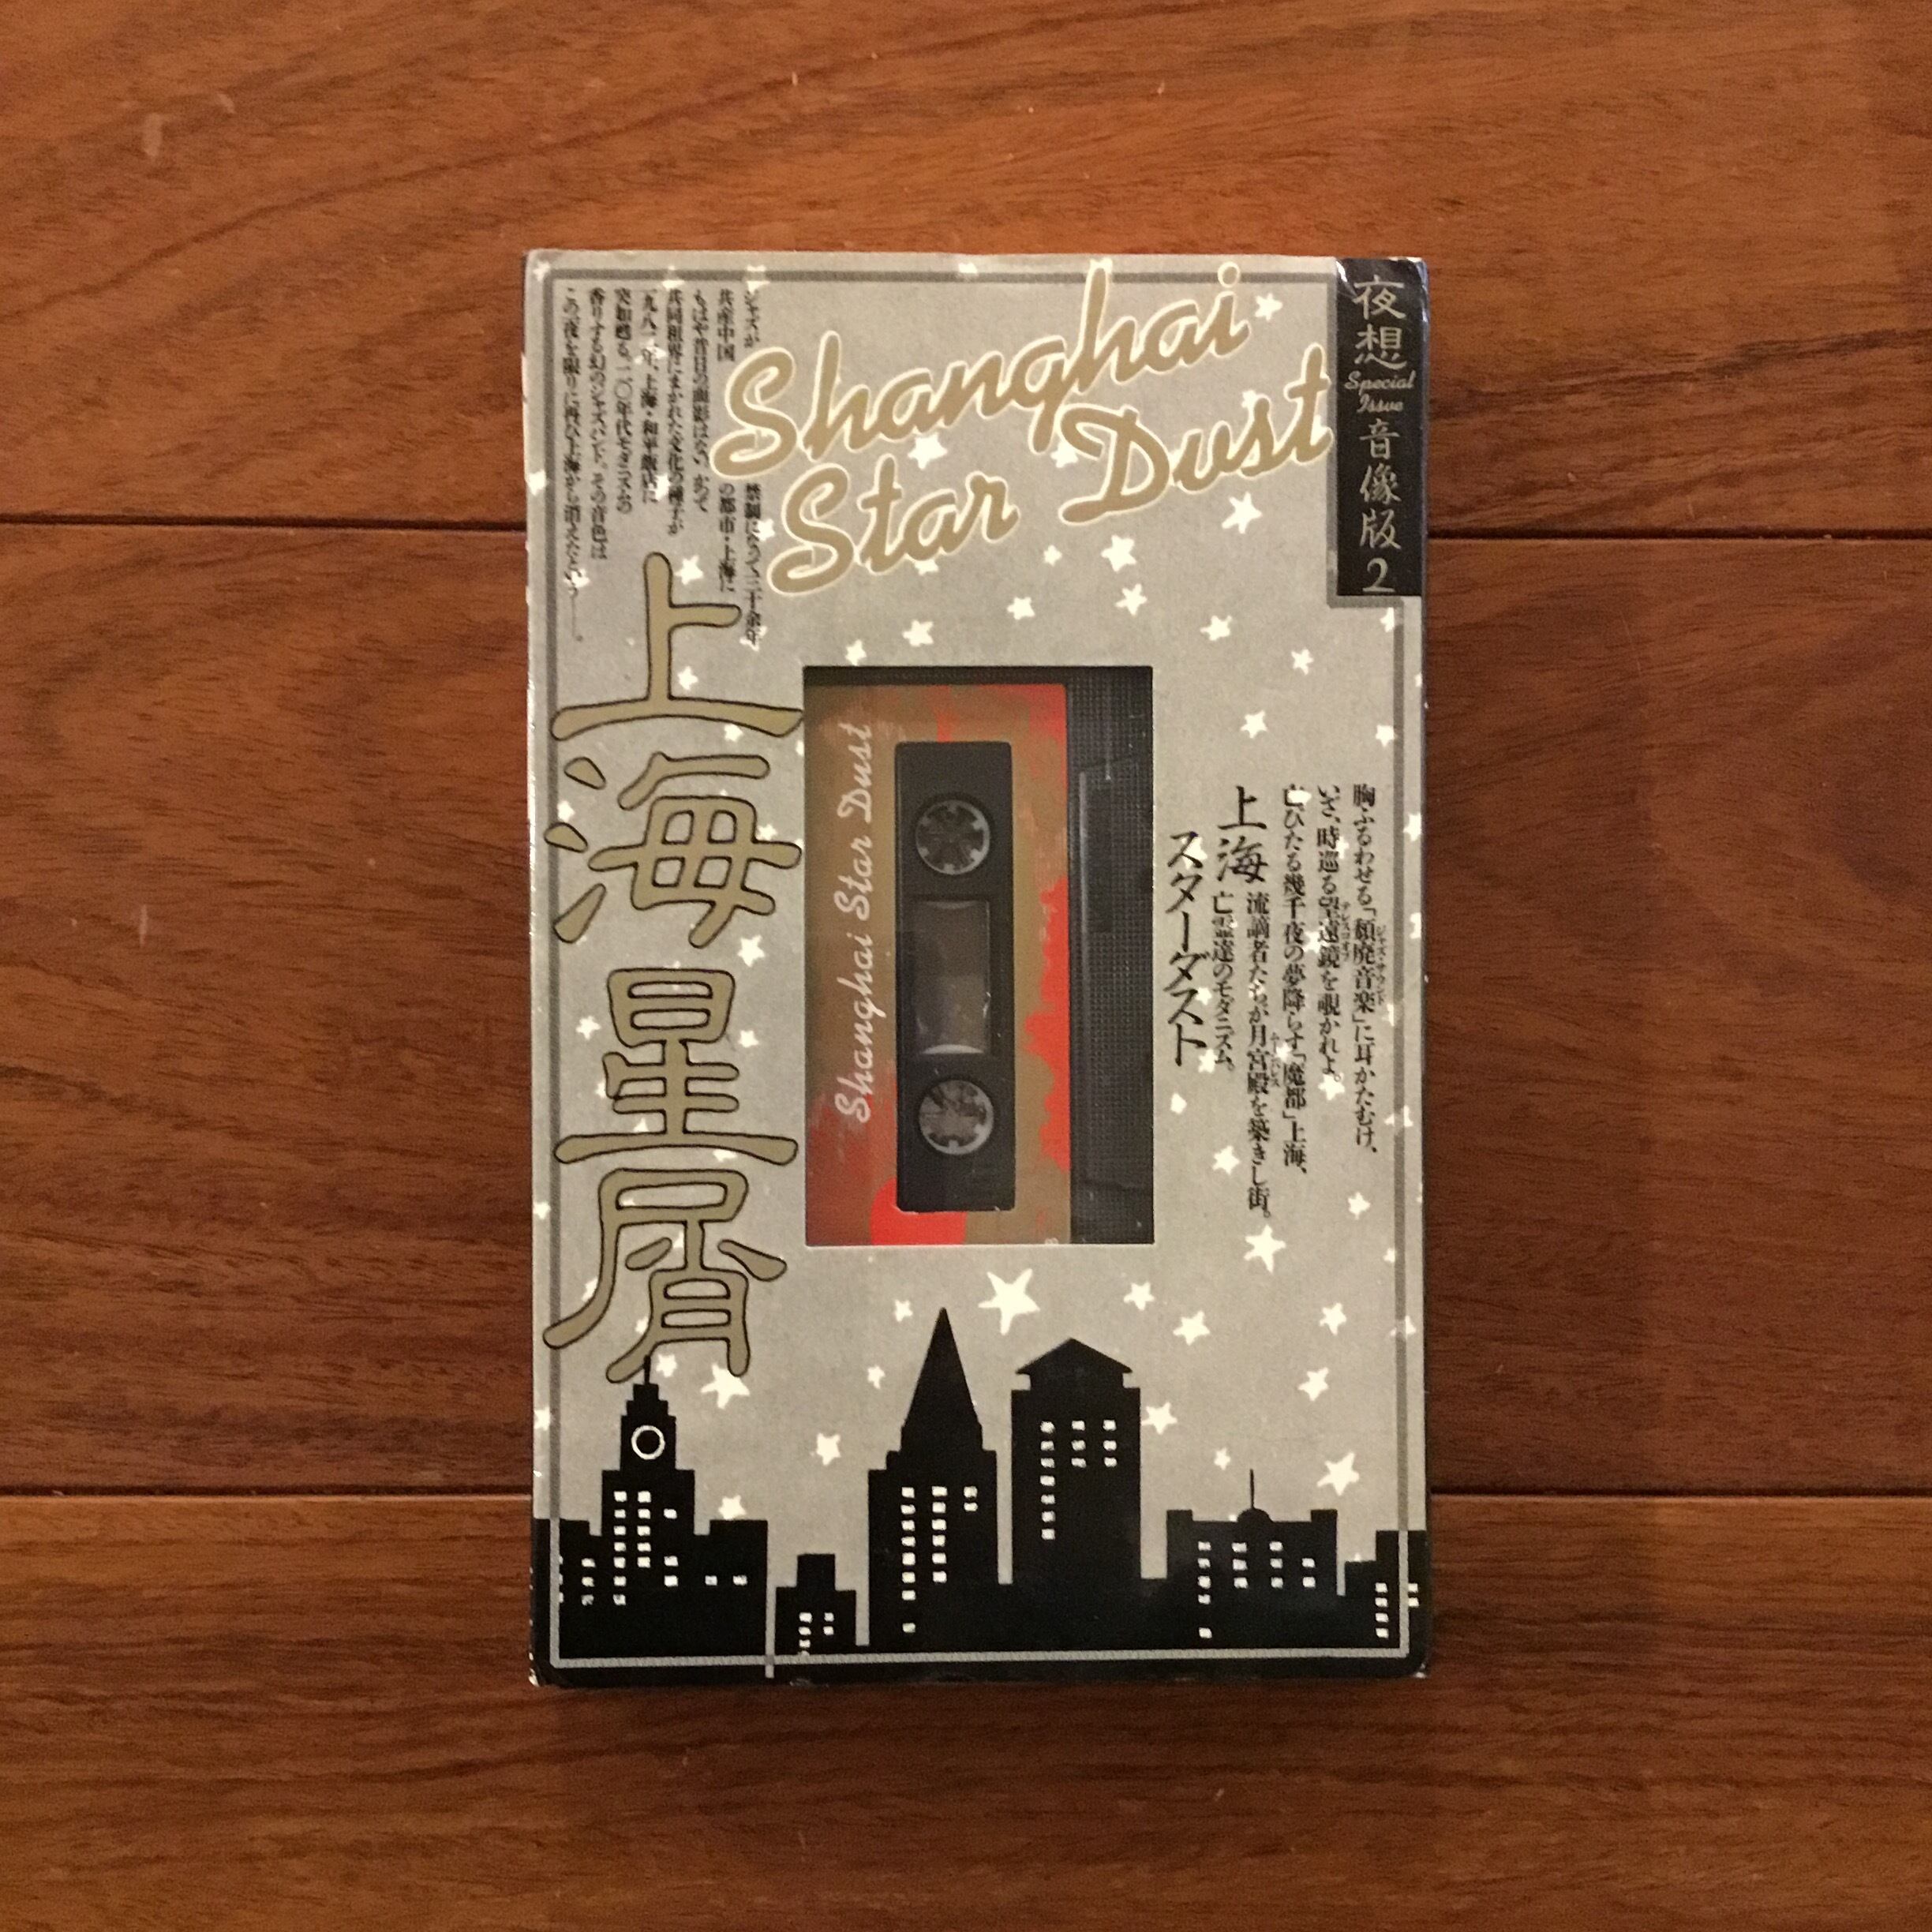 夜想
Special
Issue
音像版2
Shanghai
Star Dust
ジャズが禁制になって三十余年
共産中国の都市・上海に
もはや昔日の面影はない。かつて
共同租界にまかれた文化の種子が
一九八一年、上海・和平飯店に
突如甦る。二〇年代モダニズムの
香りする幻のジャズバンド。その音色は
この一夜を限りに再び上海から消えたという――。
上海星屑
Shanghai Star Dust
胸ふるわせる「頽廃音楽」に耳かたむけ、
いざ、時巡る望遠鏡を覗かれよ。
亡びたる幾千夜の夢降らす「魔都」上海、
流謫者たちが月宮殿を築きし街。
亡霊達のモダニズム。
上海
スターダスト